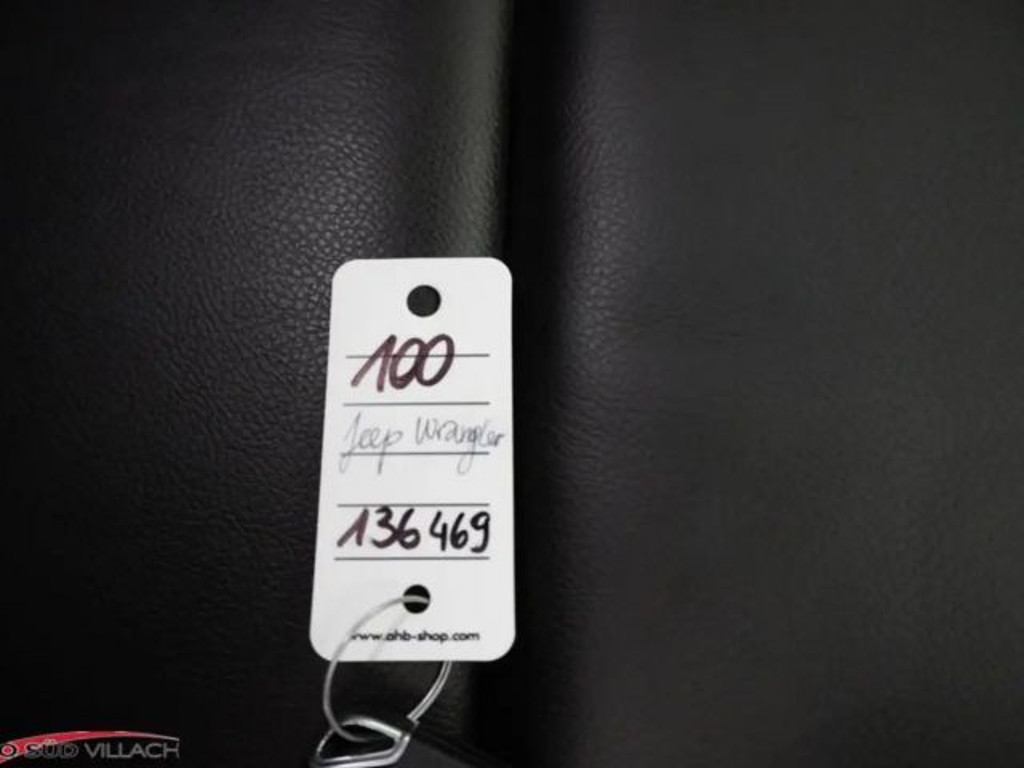 100
Jeep Wrangler
136469
www.ahb-shop.com
O SÜD VILLACH